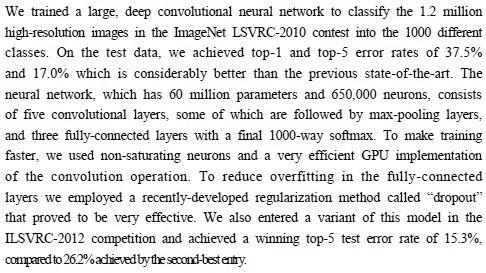 We trained a large, deep convolutional neural network to classify the 1.2 million
high-resolution images in the ImageNet LSVRC-2010 contest into the 1000 different
classes. On the test data, we achieved top-1 and top-5 error rates of 37.5%
and 17.0% which is considerably better than the previous state-of-the-art. The
neural network, which has 60 million parameters and 650,000 neurons, consists
of five convolutional layers, some of which are followed by max-pooling layers,
and three fully-connected layers with a final 1000-way softmax. To make training
faster, we used non-saturating neurons and a very efficient GPU implementation
of the convolution operation. To reduce overfitting in the fully-connected
layers we employed a recently-developed regularization method called “dropout”
that proved to be very effective. We also entered a variant of this model in the
ILSVRC-2012 competition and achieved a winning top-5 test error rate of 15.3%,
compared to 26.2% achieved by the second-best entry.